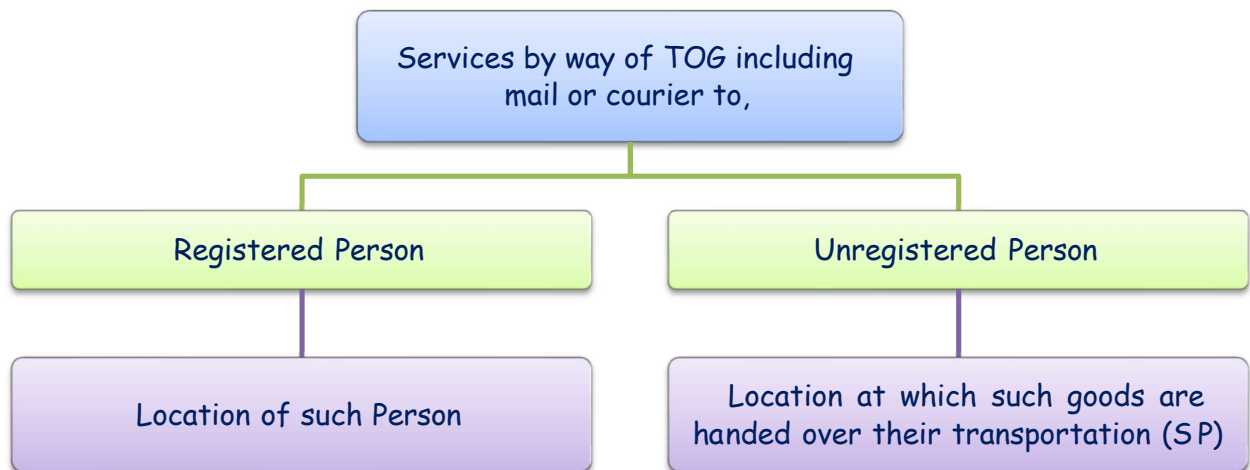 Services by way of TOG including
mail or courier to,
Registered Person
Unregistered Person
Location of such Person
Location at which such goods are
handed over their transportation (SP)